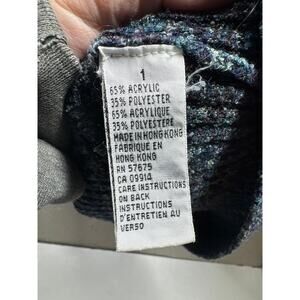 1
65% ACRYLIC
35% POLYESTER
65% ACRYLIQUE
35% POLYESTERE
MADE IN HONG KONG
FABRIQUE EN
HONG KONG
RN 57675
CA 09914
CARE INSTRUCTIONS
ON BACK
INSTRUCTIONS
D'ENTRETIEN AU
VERSO